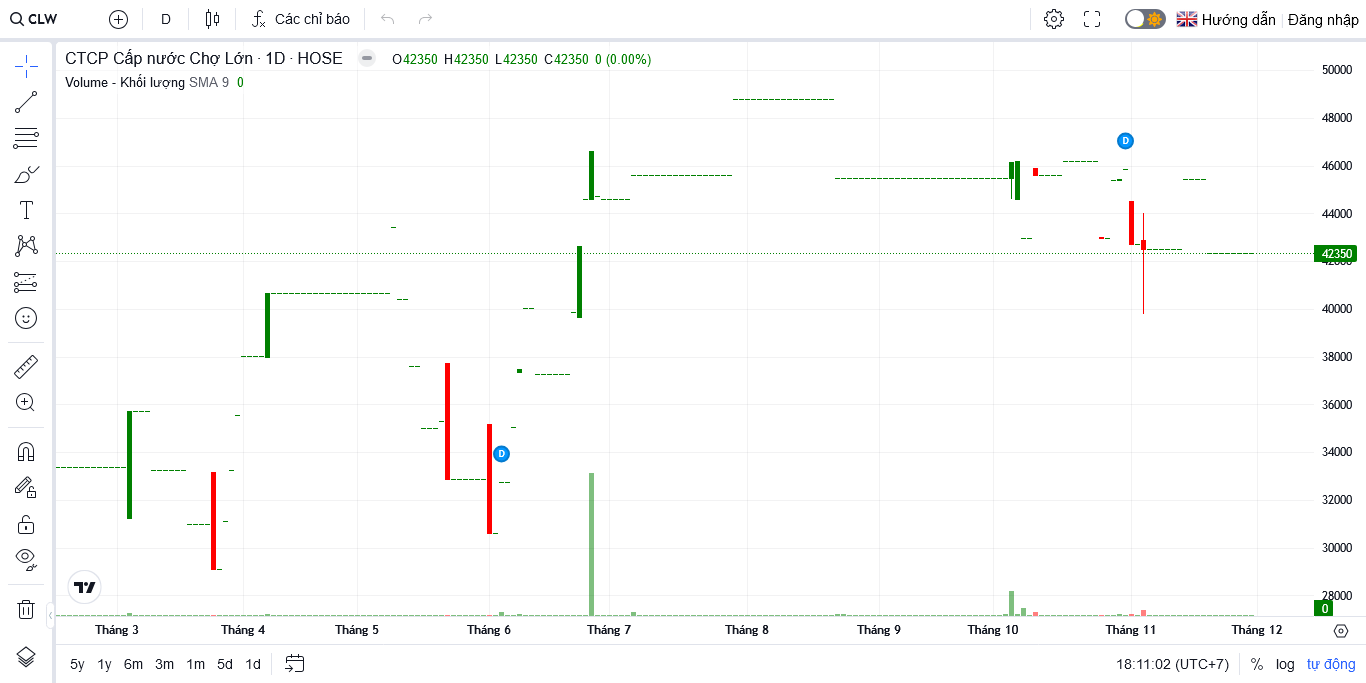 CLW D Các chỉ báo Hướng dẫn Đăng nhập
CTCP Cấp nước Chợ Lớn · 1D · HOSE O42350 H42350 L42350 C42350 0 (0.00%)
Volume - Khối lượng SMA 9 0
50000
48000
46000
44000
42350
42000
40000
38000
36000
34000
32000
30000
28000
0
D
D
Tháng 3 Tháng 4 Tháng 5 Tháng 6 Tháng 7 Tháng 8 Tháng 9 Tháng 10 Tháng 11 Tháng 12
5y 1y 6m 3m 1m 5d 1d 18:11:02 (UTC+7) % log tự động